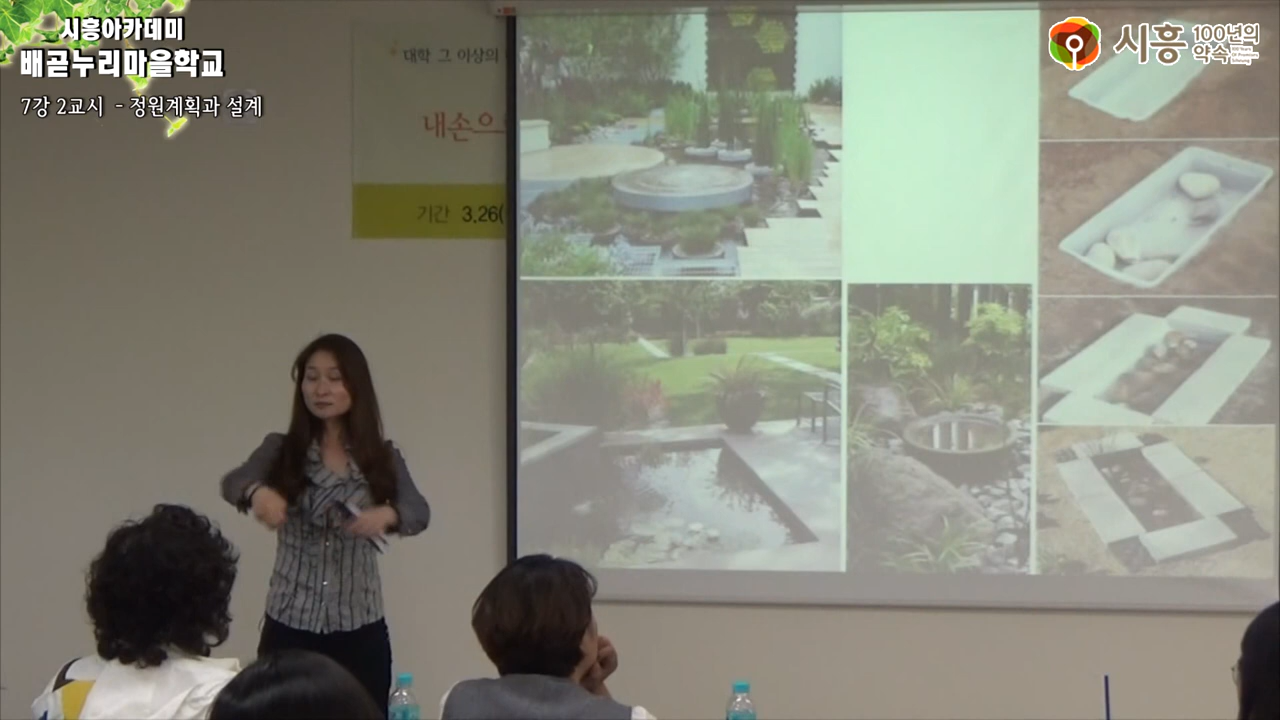 시흥아카데미
배곧누리마을학교
7강 2교시 - 정원계획과 설계
시흥 100년의 약속
대학 그 이상의
내손으
기간 3.26(